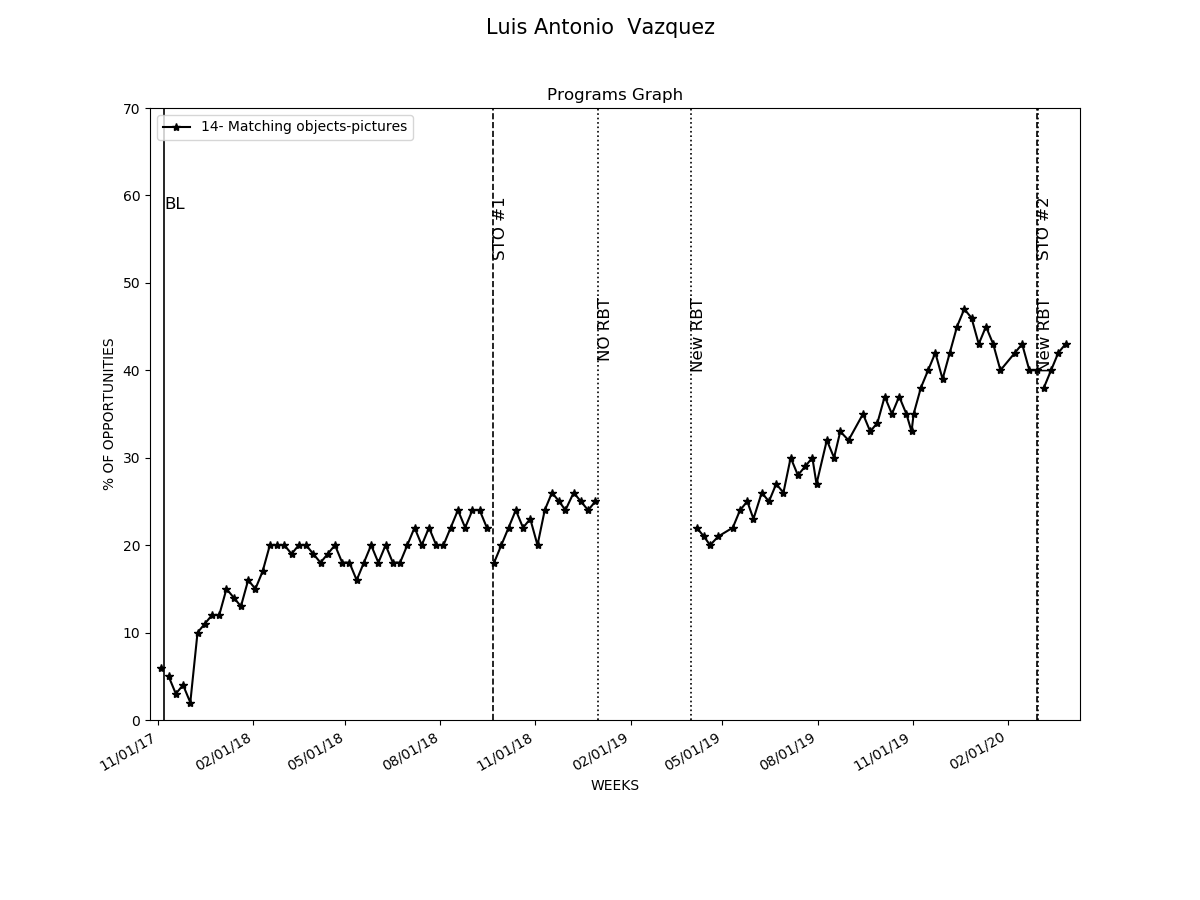 Luis Antonio  Vazquez
Programs Graph
14- Matching objects-pictures
70
60
50
40
30
20
10
0
% OF OPPORTUNITIES
BL
STO #1
NO RBT
New RBT
STO #2
New RBT
11/01/17
02/01/18
05/01/18
08/01/18
11/01/18
02/01/19
05/01/19
08/01/19
11/01/19
02/01/20
WEEKS